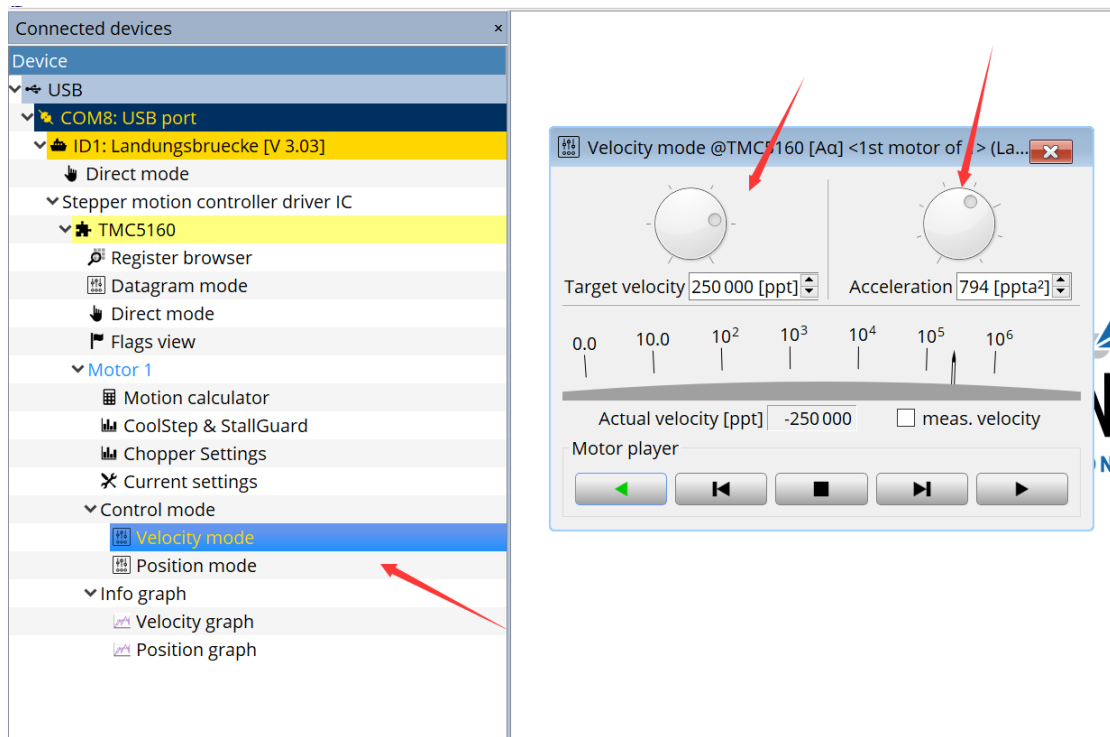 Connected devices
Device
USB
COM8: USB port
ID1: Landungsbruecke [V 3.03]
Direct mode
Stepper motion controller driver IC
TMC5160
Register browser
Datagram mode
Direct mode
Flags view
Motor 1
Motion calculator
CoolStep & StallGuard
Chopper Settings
Current settings
Control mode
Velocity mode
Position mode
Info graph
Velocity graph
Position graph
Velocity mode @TMC5160 [Aα] <1st motor of > (La...
Target velocity 250 000 [ppt] Acceleration 794 [ppta²]
0.0 10.0 10² 10³ 10⁴ 10⁵ 10⁶
Actual velocity [ppt] -250 000 meas. velocity
Motor player
N
N